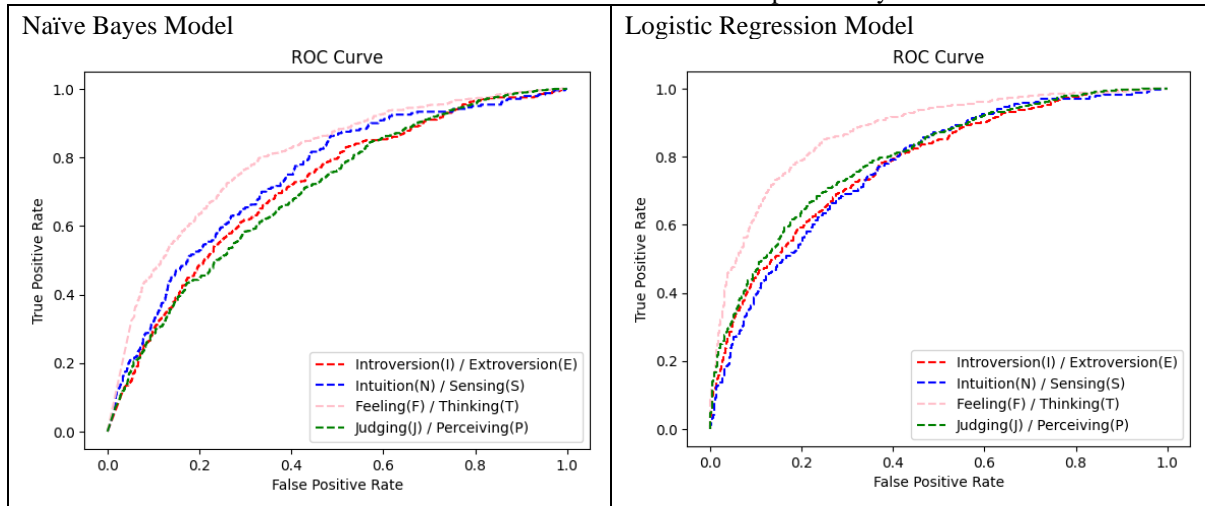 Naïve Bayes Model
ROC Curve
True Positive Rate
1.0
0.8
0.6
0.4
0.2
0.0
Introversion(I) / Extroversion(E)
Intuition(N) / Sensing(S)
Feeling(F) / Thinking(T)
Judging(J) / Perceiving(P)
0.0 0.2 0.4 0.6 0.8 1.0
False Positive Rate
Logistic Regression Model
ROC Curve
True Positive Rate
1.0
0.8
0.6
0.4
0.2
0.0
Introversion(I) / Extroversion(E)
Intuition(N) / Sensing(S)
Feeling(F) / Thinking(T)
Judging(J) / Perceiving(P)
0.0 0.2 0.4 0.6 0.8 1.0
False Positive Rate